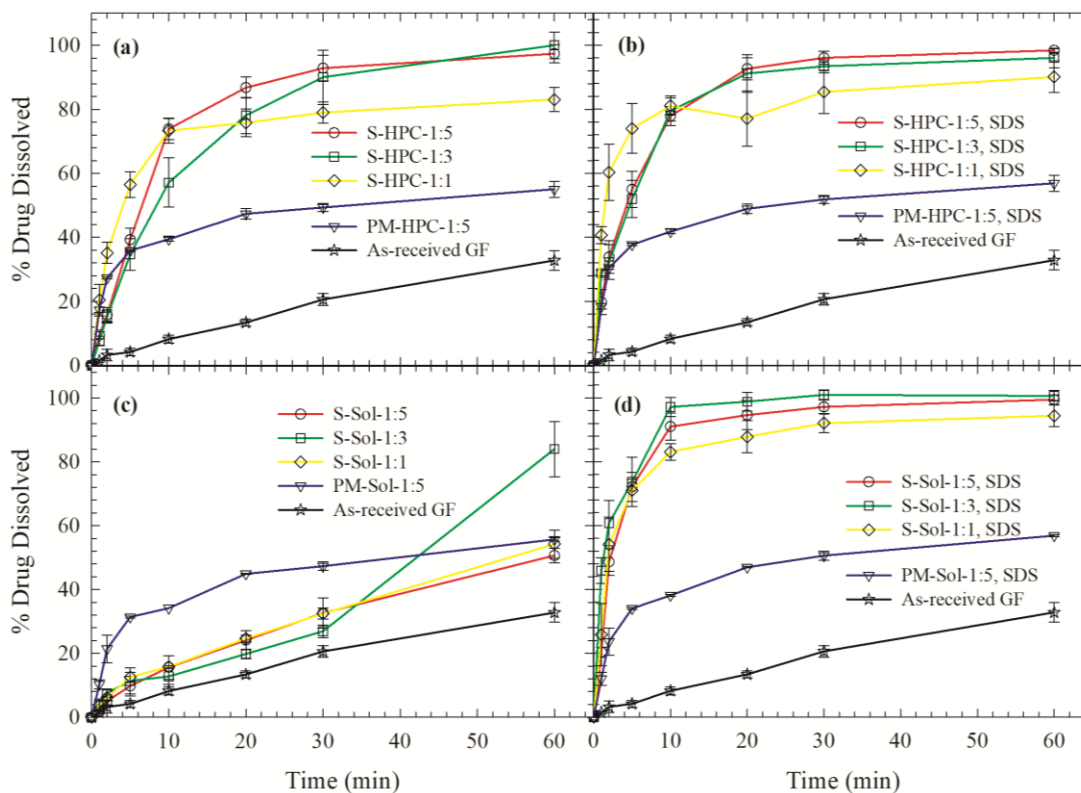 (a)
% Drug Dissolved
100
80
60
40
20
0
S-HPC-1:5
S-HPC-1:3
S-HPC-1:1
PM-HPC-1:5
As-received GF
(b)
S-HPC-1:5, SDS
S-HPC-1:3, SDS
S-HPC-1:1, SDS
PM-HPC-1:5, SDS
As-received GF
(c)
% Drug Dissolved
100
80
60
40
20
0
S-Sol-1:5
S-Sol-1:3
S-Sol-1:1
PM-Sol-1:5
As-received GF
0 10 20 30 40 50 60
Time (min)
(d)
S-Sol-1:5, SDS
S-Sol-1:3, SDS
S-Sol-1:1, SDS
PM-Sol-1:5, SDS
As-received GF
0 10 20 30 40 50 60
Time (min)